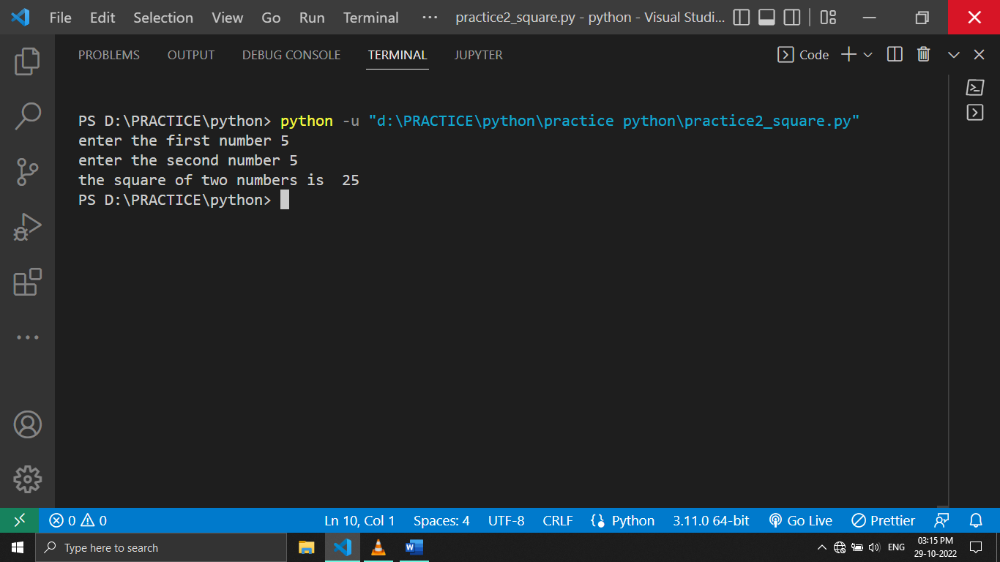 File Edit Selection View Go Run Terminal ··· practice2_square.py - python - Visual Studi...
PROBLEMS OUTPUT DEBUG CONSOLE TERMINAL JUPYTER Code
PS D:\PRACTICE\python> python -u "d:\PRACTICE\python\practice python\practice2_square.py"
enter the first number 5
enter the second number 5
the square of two numbers is  25
PS D:\PRACTICE\python>
0 0 Ln 10, Col 1 Spaces: 4 UTF-8 CRLF Python 3.11.0 64-bit Go Live Prettier
Type here to search ENG 03:15 PM
29-10-2022